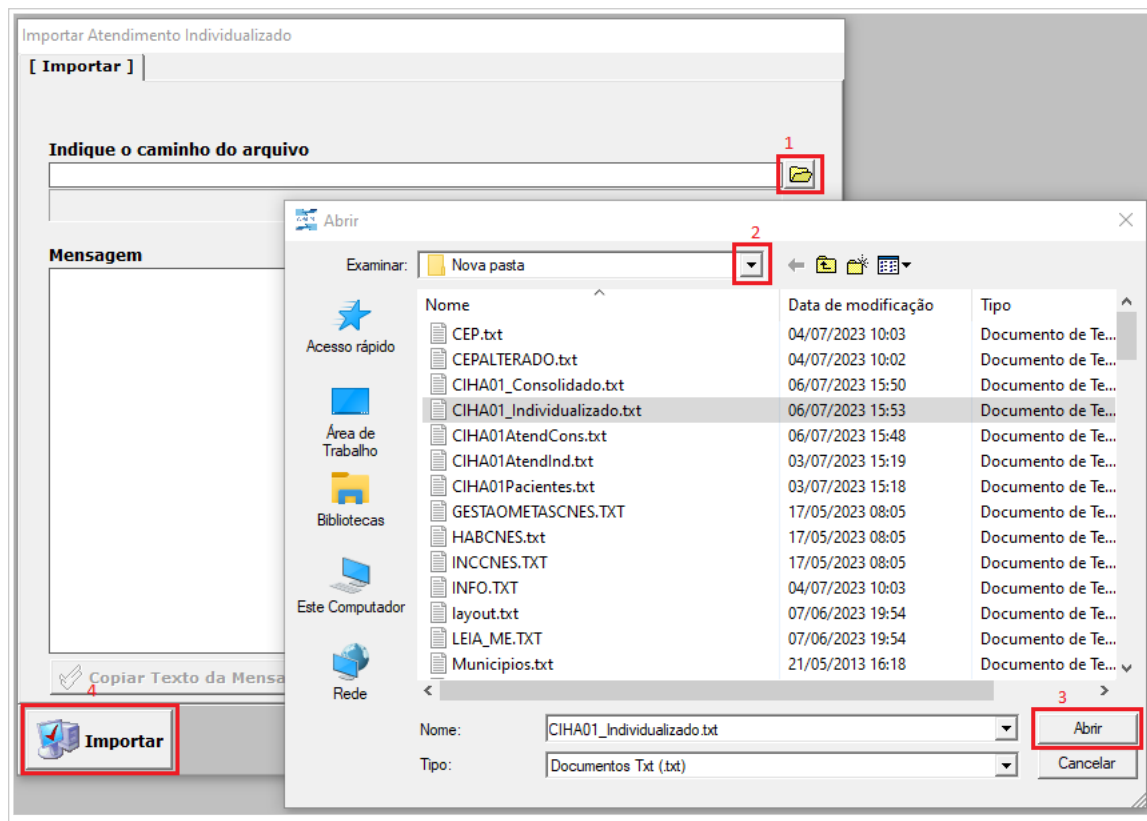 Importar Atendimento Individualizado
[ Importar ]
Indique o caminho do arquivo
1
Mensagem
Abrir
2
Examinar: Nova pasta
Nome Data de modificação Tipo
CEP.txt 04/07/2023 10:03 Documento de Te...
CEPALTERADO.txt 04/07/2023 10:02 Documento de Te...
CIHA01_Consolidado.txt 06/07/2023 15:50 Documento de Te...
CIHA01_Individualizado.txt 06/07/2023 15:53 Documento de Te...
CIHA01AtendCons.txt 06/07/2023 15:48 Documento de Te...
CIHA01AtendInd.txt 03/07/2023 15:19 Documento de Te...
CIHA01Pacientes.txt 03/07/2023 15:18 Documento de Te...
GESTAOMETASCNES.TXT 17/05/2023 08:05 Documento de Te...
HABCNES.txt 17/05/2023 08:05 Documento de Te...
INCCNES.TXT 17/05/2023 08:05 Documento de Te...
INFO.TXT 04/07/2023 10:03 Documento de Te...
layout.txt 07/06/2023 19:54 Documento de Te...
LEIA_ME.TXT 07/06/2023 19:54 Documento de Te...
Municipios.txt 21/05/2013 16:18 Documento de Te...
Acesso rápido
Área de
Trabalho
Bibliotecas
Este Computador
Rede
Copiar Texto da Mensa
4
Importar
3
Nome: CIHA01_Individualizado.txt Abrir
Tipo: Documentos Txt (.txt) Cancelar